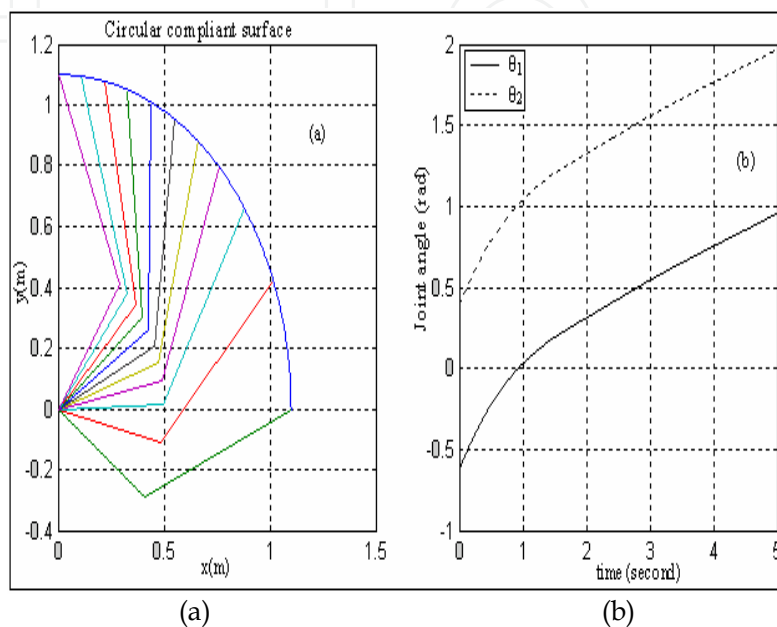 Circular compliant surface
1.2
1
0.8
0.6
0.4
0.2
0
-0.2
-0.4
y(m)
(a)
0
0.5
1
1.5
x(m)
θ1
θ2
2
1.5
1
0.5
0
-0.5
-1
Joint angle (rad)
(b)
0
1
2
3
4
5
time (second)
(a)
(b)